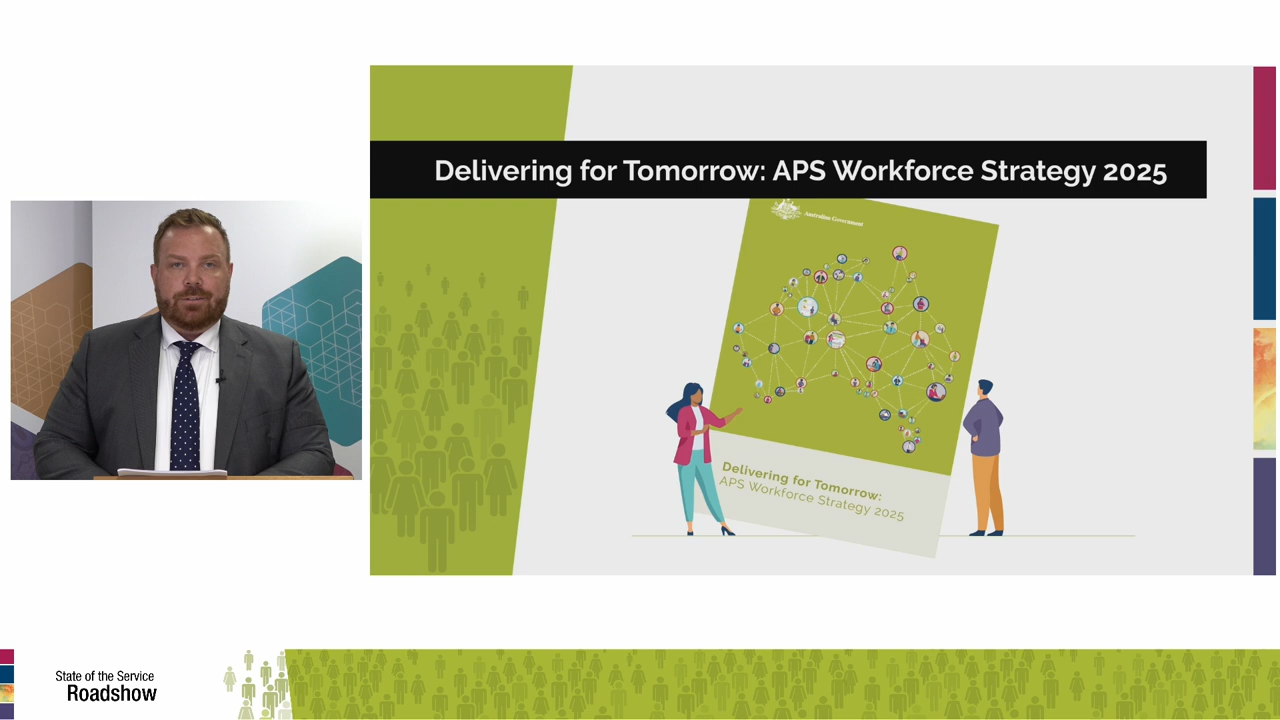 Delivering for Tomorrow: APS Workforce Strategy 2025
Australian Government
Delivering for Tomorrow:
APS Workforce Strategy 2025
State of the Service
Roadshow